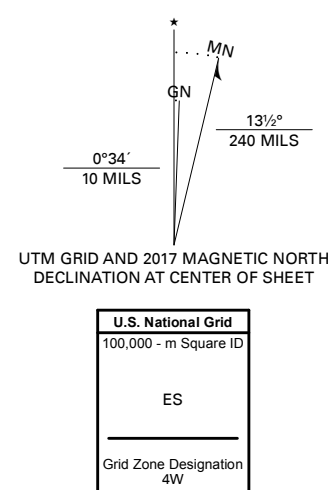 ★
MN
GN
13½°
240 MILS
0°34´
10 MILS
UTM GRID AND 2017 MAGNETIC NORTH
DECLINATION AT CENTER OF SHEET
U.S. National Grid
100,000 - m Square ID
ES
Grid Zone Designation
4W